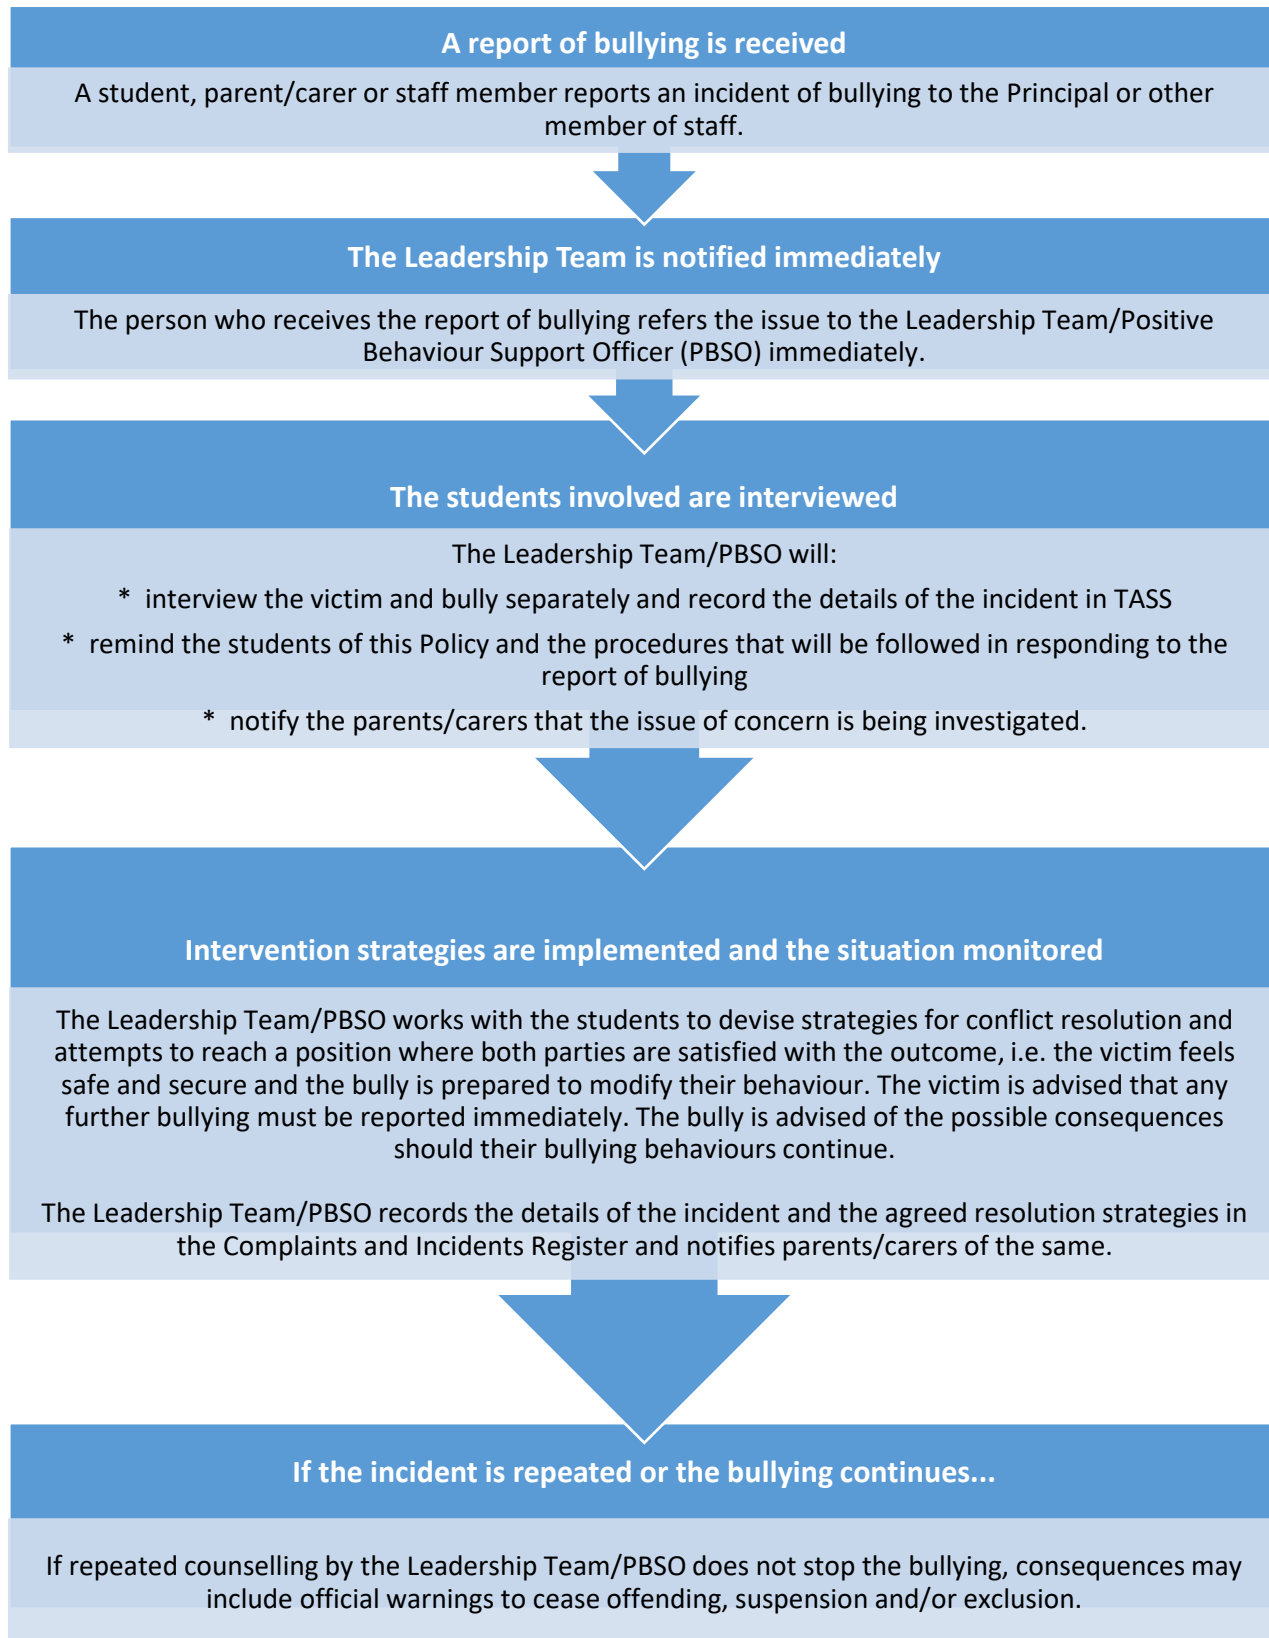 A report of bullying is received
A student, parent/carer or staff member reports an incident of bullying to the Principal or other
member of staff.
The Leadership Team is notified immediately
The person who receives the report of bullying refers the issue to the Leadership Team/Positive
Behaviour Support Officer (PBSO) immediately.
The students involved are interviewed
The Leadership Team/PBSO will:
* interview the victim and bully separately and record the details of the incident in TASS
* remind the students of this Policy and the procedures that will be followed in responding to the
report of bullying
* notify the parents/carers that the issue of concern is being investigated.
Intervention strategies are implemented and the situation monitored
The Leadership Team/PBSO works with the students to devise strategies for conflict resolution and
attempts to reach a position where both parties are satisfied with the outcome, i.e. the victim feels
safe and secure and the bully is prepared to modify their behaviour. The victim is advised that any
further bullying must be reported immediately. The bully is advised of the possible consequences
should their bullying behaviours continue.
The Leadership Team/PBSO records the details of the incident and the agreed resolution strategies in
the Complaints and Incidents Register and notifies parents/carers of the same.
If the incident is repeated or the bullying continues...
If repeated counselling by the Leadership Team/PBSO does not stop the bullying, consequences may
include official warnings to cease offending, suspension and/or exclusion.